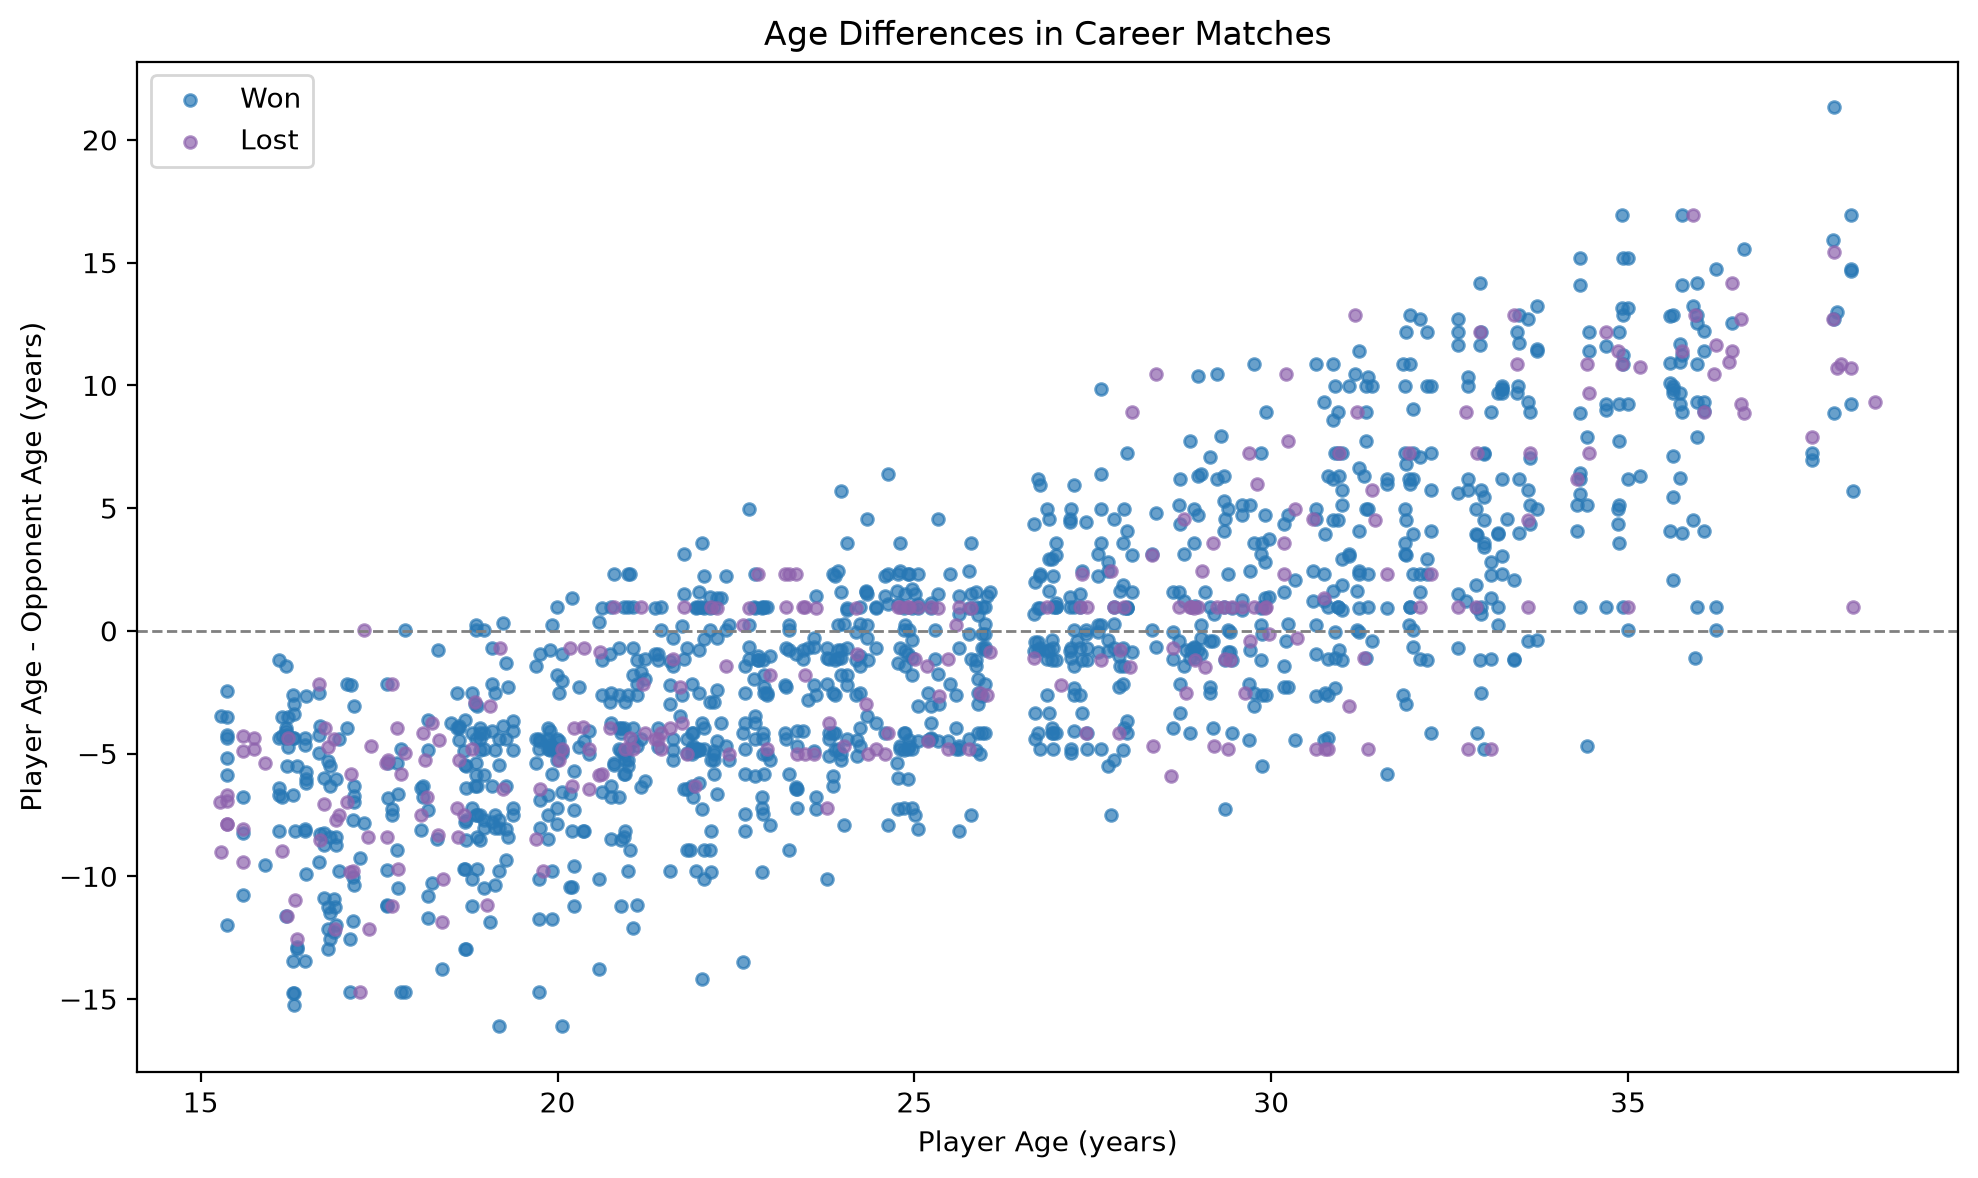 Age Differences in Career Matches
Won
Lost
20
15
10
5
0
−5
−10
−15
Player Age - Opponent Age (years)
15
20
25
30
35
Player Age (years)